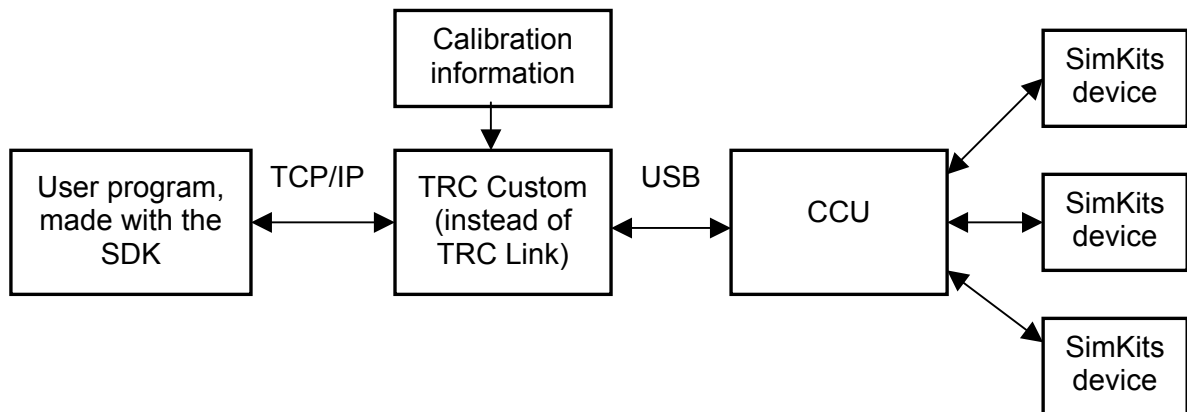 Calibration
information
SimKits
device
User program,
made with the
SDK
TCP/IP
TRC Custom
(instead of
TRC Link)
USB
CCU
SimKits
device
SimKits
device